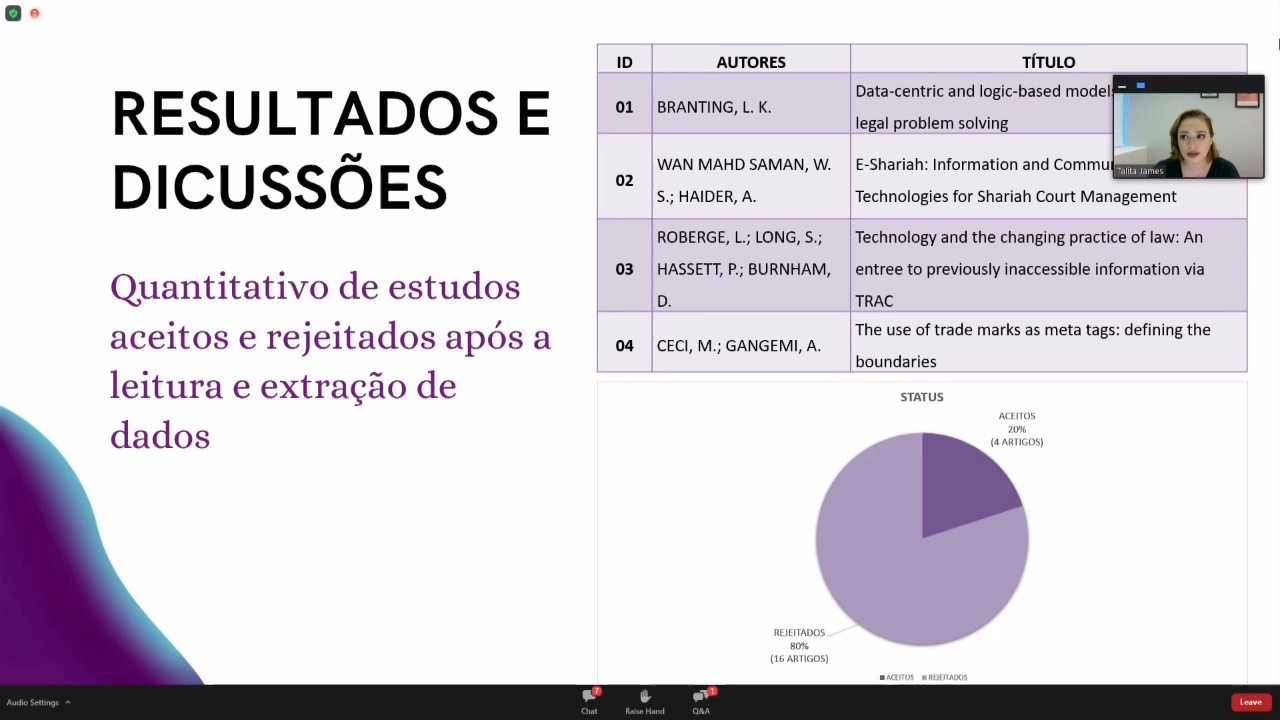 RESULTADOS E
DICUSSÕES
Quantitativo de estudos
aceitos e rejeitados após a
leitura e extração de
dados
ID
AUTORES
TÍTULO
01
BRANTING, L. K.
Data-centric and logic-based
legal problem solving
02
WAN MAHD SAMAN, W.
S.; HAIDER, A.
E-Shariah: Information and
Technologies for Shariah Court Management
03
ROBERGE, L.; LONG, S.;
HASSETT, P.; BURNHAM,
D.
Technology and the changing practice of law: An
entree to previously inaccessible information via
TRAC
04
CECI, M.; GANGEMI, A.
The use of trade marks as meta tags: defining the
boundaries
Talita James
STATUS
ACEITOS
20%
(4 ARTIGOS)
REJEITADOS
80%
(16 ARTIGOS)
ACEITOS REJEITADOS
Audio Settings
7
Chat
Raise Hand
1
Q&A
Leave